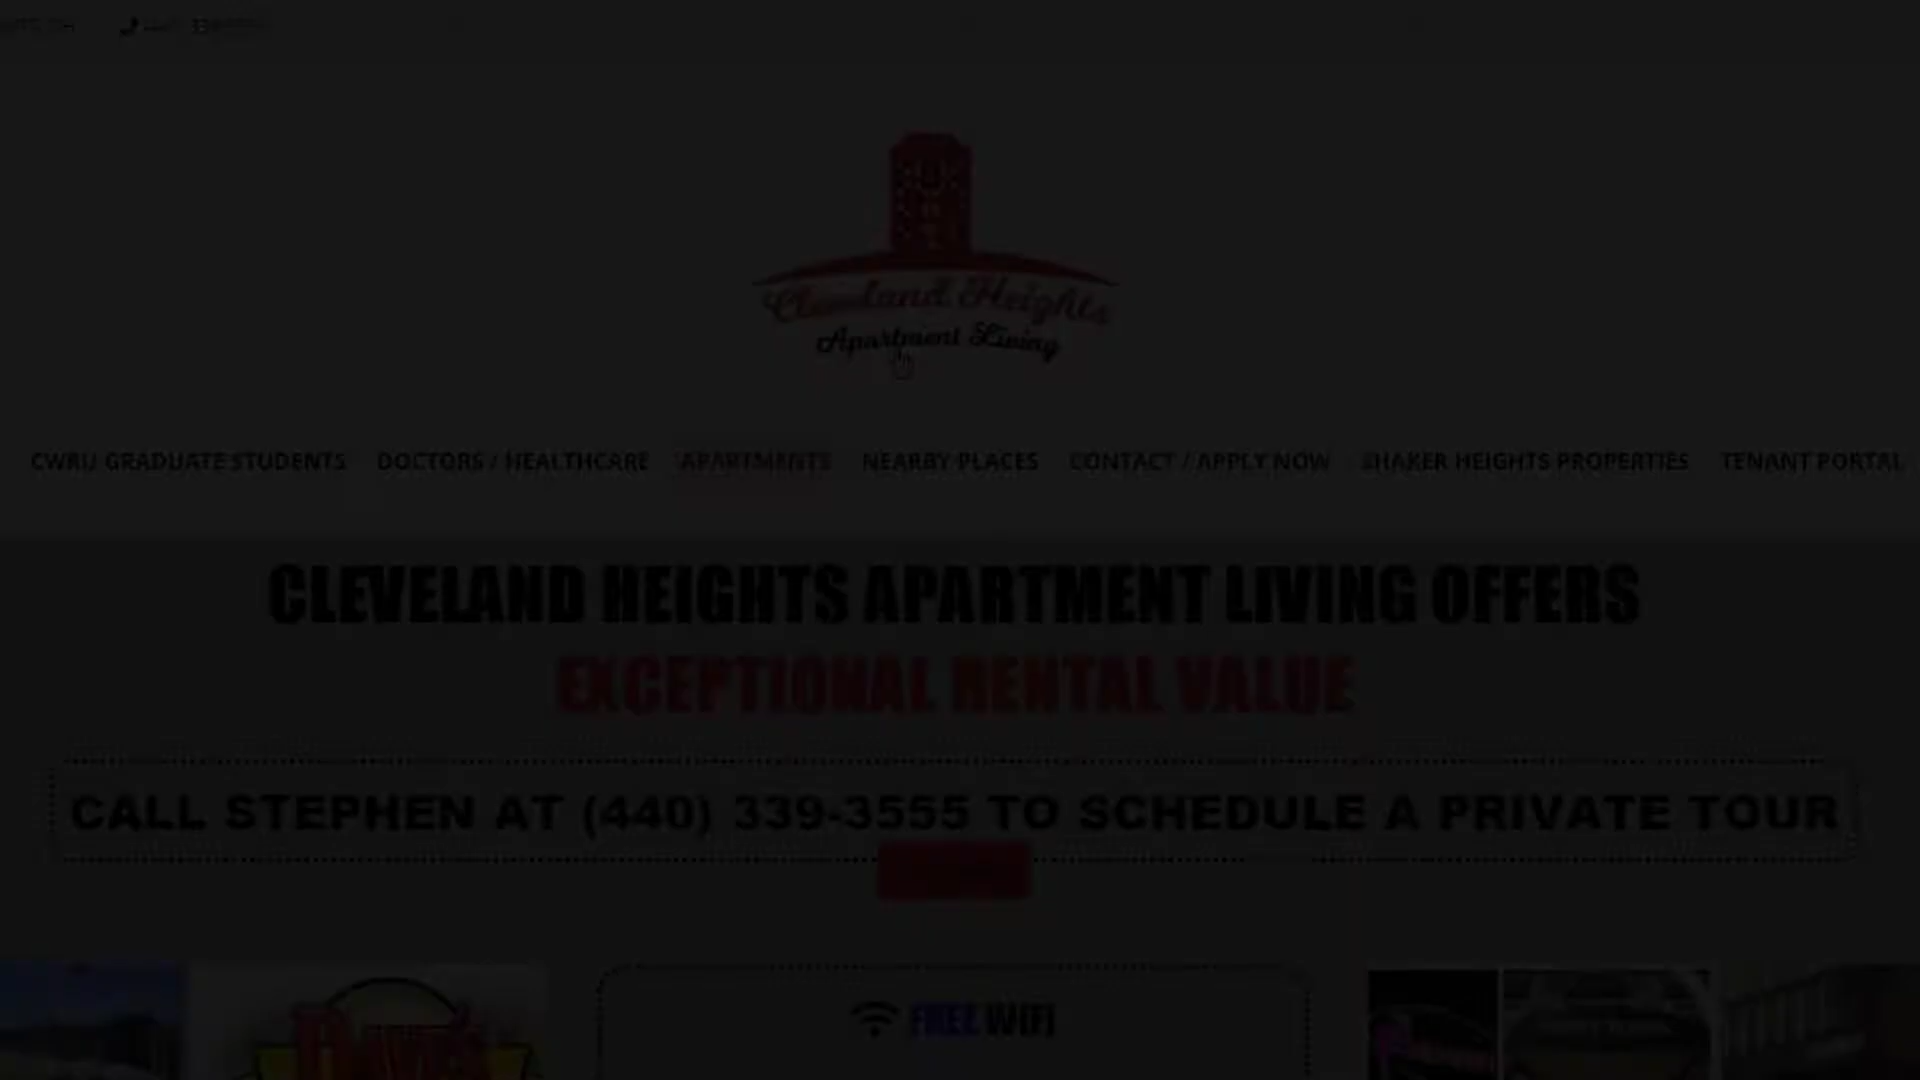 Cleveland Heights
Apartment Living
CWRU GRADUATE STUDENTS DOCTORS / HEALTHCARE APARTMENTS NEARBY PLACES CONTACT / APPLY NOW SHAKER HEIGHTS PROPERTIES TENANT PORTAL
CLEVELAND HEIGHTS APARTMENT LIVING OFFERS
EXCEPTIONAL RENTAL VALUE
CALL STEPHEN AT (440) 339-3555 TO SCHEDULE A PRIVATE TOUR
FREE WIFI